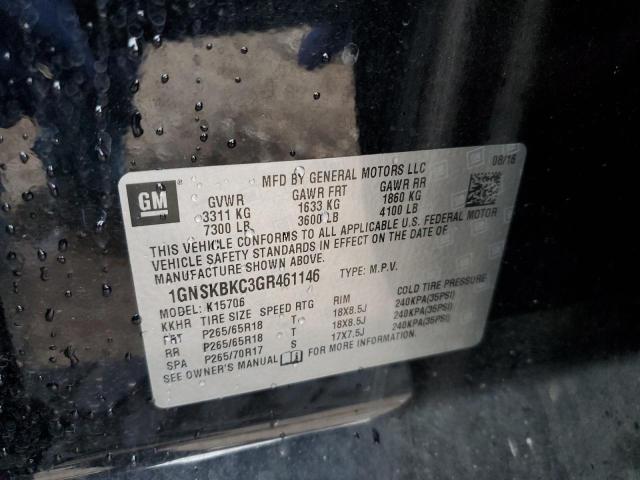 GM
MFD BY GENERAL MOTORS LLC
08/16
GVWR GAWR FRT GAWR RR
3311 KG 1633 KG 1860 KG
7300 LB 3600 LB 4100 LB
THIS VEHICLE CONFORMS TO ALL APPLICABLE U.S. FEDERAL MOTOR
VEHICLE SAFETY STANDARDS IN EFFECT ON THE DATE OF
MANUFACTURE SHOWN ABOVE.
1GNSKBKC3GR461146 TYPE: M.P.V.
MODEL: K15706
KKHR TIRE SIZE SPEED RTG RIM COLD TIRE PRESSURE
FRT P265/65R18 T 18X8.5J 240KPA(35PSI)
RR P265/65R18 T 18X8.5J 240KPA(35PSI)
SPA P265/70R17 S 17X7.5J 240KPA(35PSI)
SEE OWNER'S MANUAL FOR MORE INFORMATION.